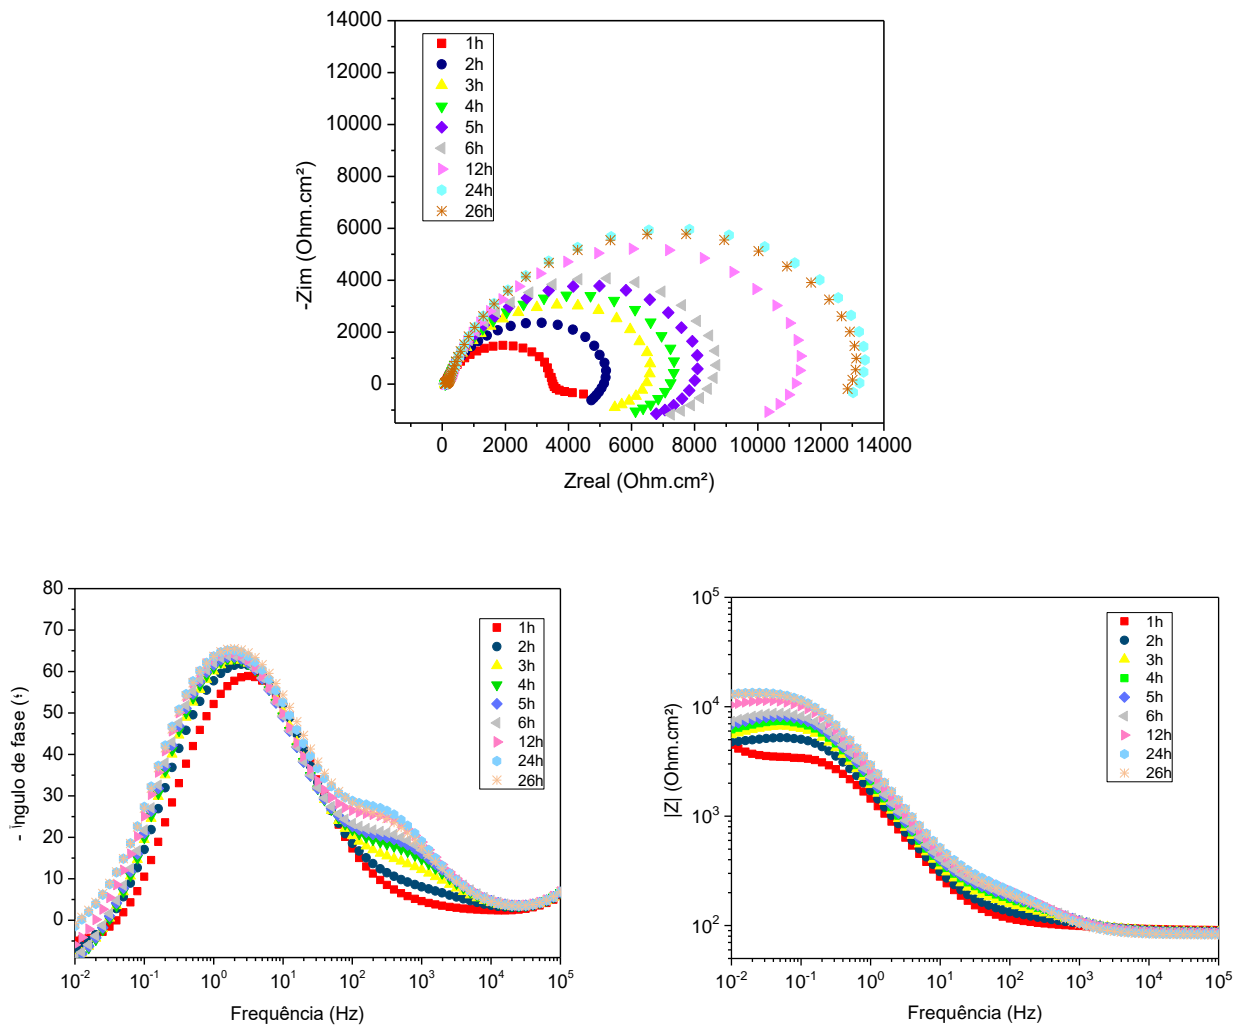 14000
12000
10000
8000
6000
4000
2000
0
-Zim (Ohm.cm²)
1h
2h
3h
4h
5h
6h
12h
24h
26h
0 2000 4000 6000 8000 10000 12000 14000
Zreal (Ohm.cm²)
80
70
60
50
40
30
20
10
0
- Ìngulo de fase (
1h
2h
3h
4h
5h
6h
12h
24h
26h
10⁻² 10⁻¹ 10⁰ 10¹ 10² 10³ 10⁴ 10⁵
Frequência (Hz)
10⁵
10⁴
10³
10²
|Z| (Ohm.cm²)
1h
2h
3h
4h
5h
6h
12h
24h
26h
10⁻² 10⁻¹ 10⁰ 10¹ 10² 10³ 10⁴ 10⁵
Frequência (Hz)